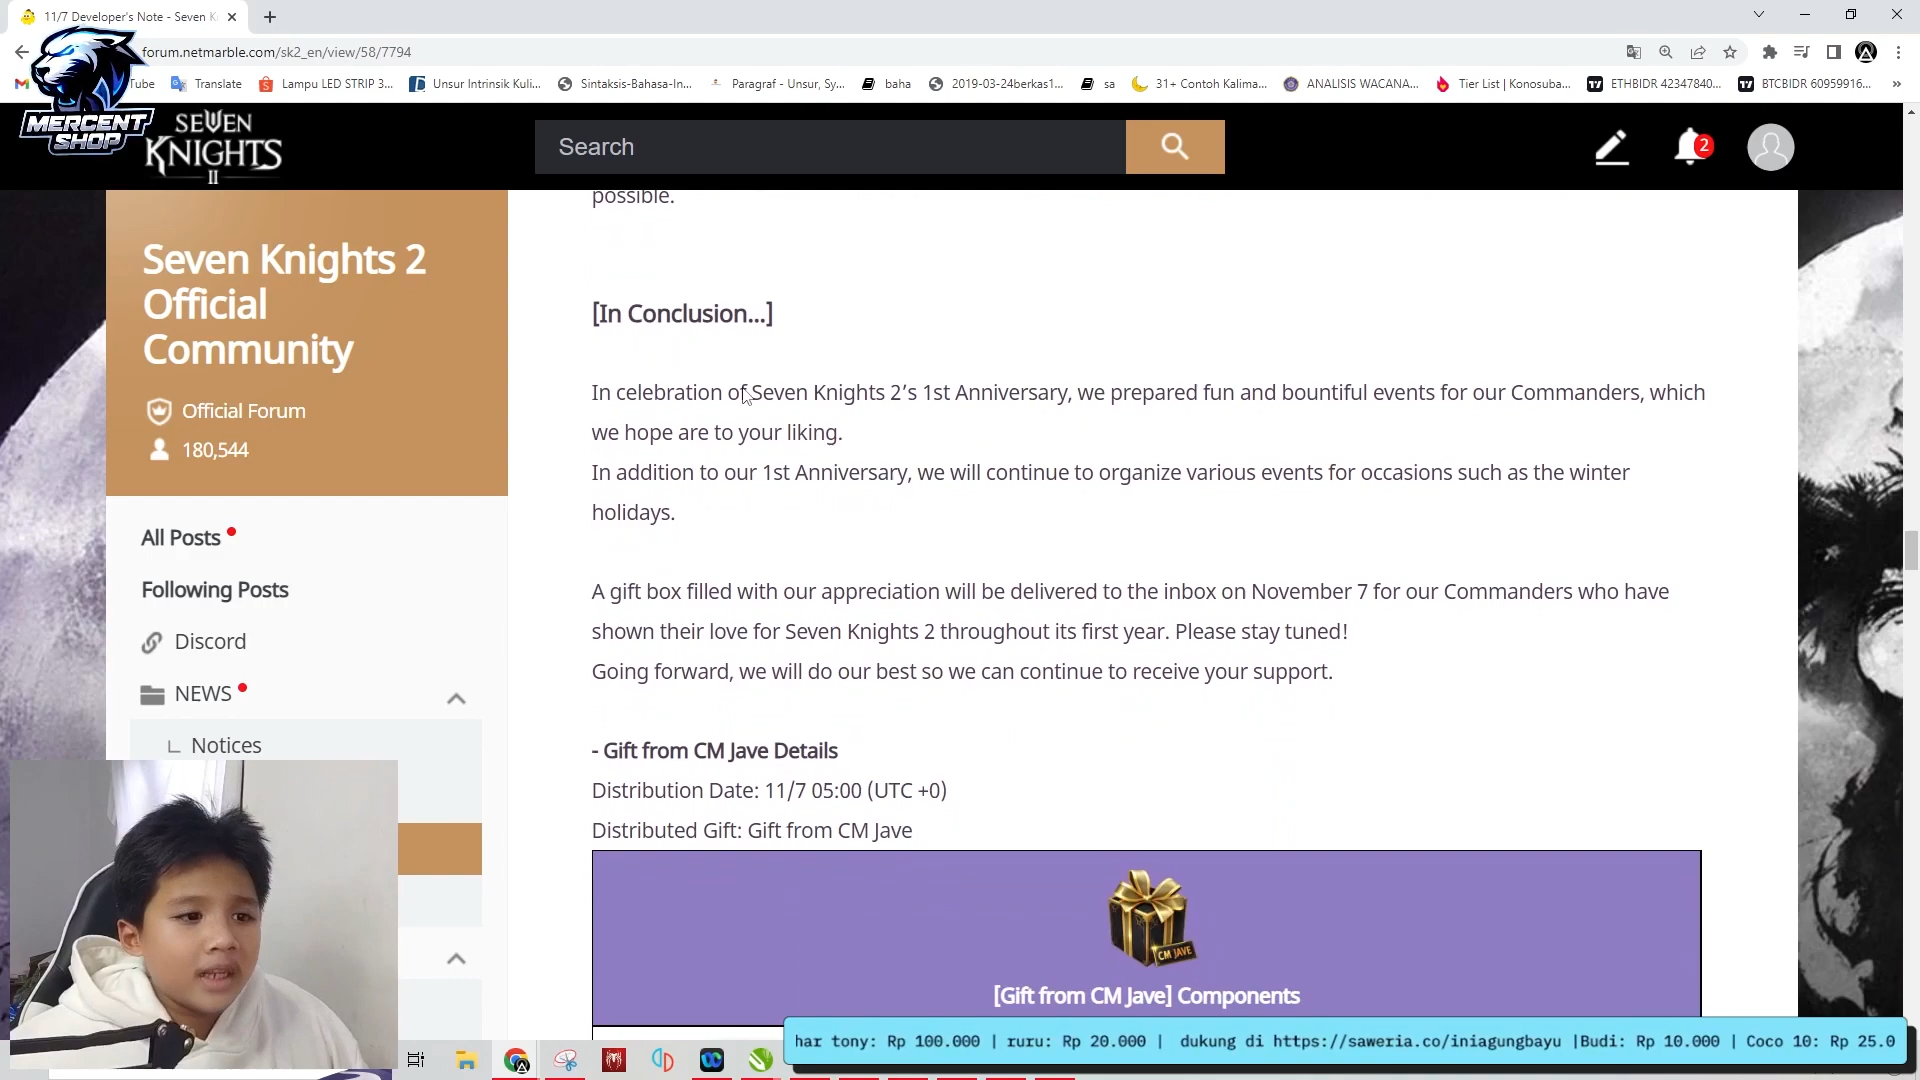 11/7 Developer's Note - Seven K
forum.netmarble.com/sk2_en/view/58/7794
Tube
Translate
Lampu LED STRIP 3...
Unsur Intrinsik Kuli...
Sintaksis-Bahasa-In...
Paragraf - Unsur, Sy...
baha
2019-03-24berkas1...
sa
31+ Contoh Kalima...
ANALISIS WACANA...
Tier List | Konosuba...
ETHBIDR 42347840...
BTCBIDR 60959916...
»
MERCENT
SHOP
SEVEN
KNIGHTS
II
Search
2
possible.
Seven Knights 2
Official
Community
Official Forum
180,544
All Posts
Following Posts
Discord
NEWS
Notices
[In Conclusion...]
In celebration of Seven Knights 2’s 1st Anniversary, we prepared fun and bountiful events for our Commanders, which
we hope are to your liking.
In addition to our 1st Anniversary, we will continue to organize various events for occasions such as the winter
holidays.
A gift box filled with our appreciation will be delivered to the inbox on November 7 for our Commanders who have
shown their love for Seven Knights 2 throughout its first year. Please stay tuned!
Going forward, we will do our best so we can continue to receive your support.
- Gift from CM Jave Details
Distribution Date: 11/7 05:00 (UTC +0)
Distributed Gift: Gift from CM Jave
CM JAVE
[Gift from CM Jave] Components
har tony: Rp 100.000 | ruru: Rp 20.000 | dukung di https://saweria.co/iniagungbayu |Budi: Rp 10.000 | Coco 10: Rp 25.0